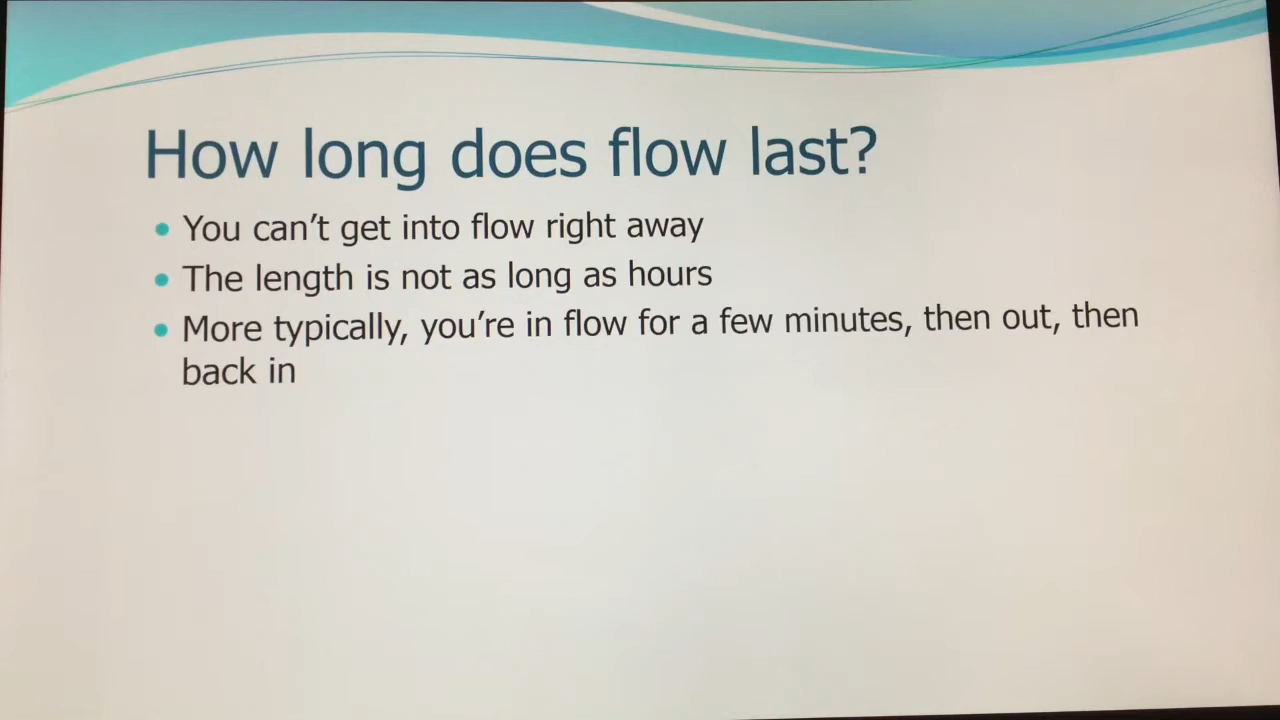 How long does flow last?
• You can’t get into flow right away
• The length is not as long as hours
• More typically, you’re in flow for a few minutes, then out, then
back in